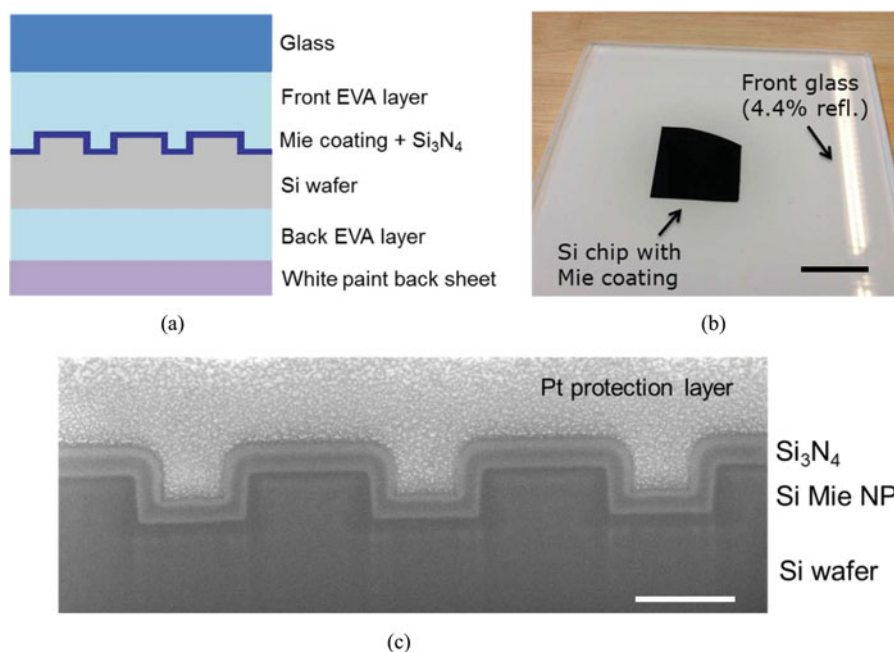 Glass
Front EVA layer
Mie coating + Si₃N₄
Si wafer
Back EVA layer
White paint back sheet
(a)
Front glass
(4.4% refl.)
Si chip with
Mie coating
(b)
Pt protection layer
Si₃N₄
Si Mie NP
Si wafer
(c)